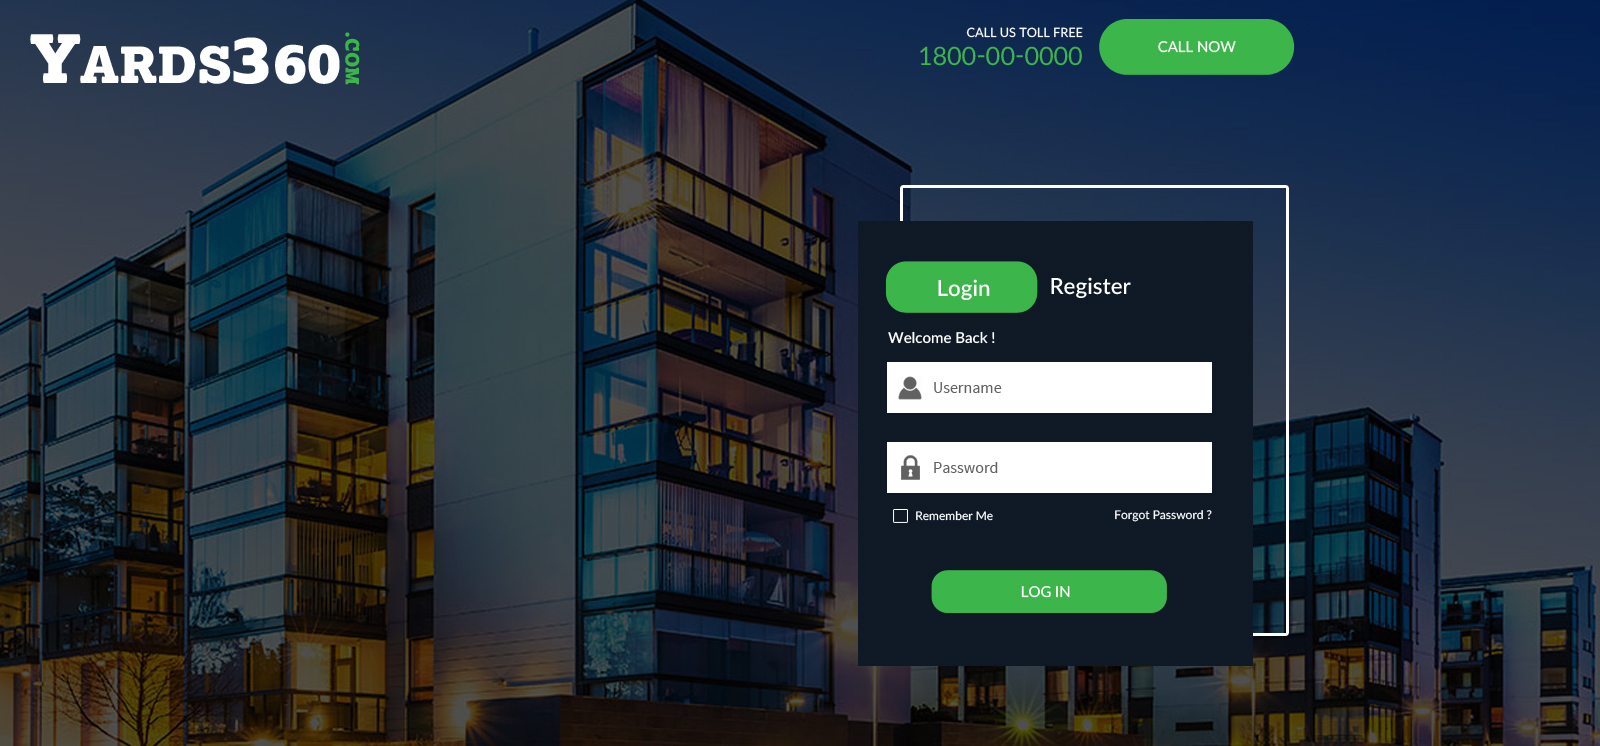 YARDS360.COM
CALL US TOLL FREE
1800-00-0000
CALL NOW
Login
Register
Welcome Back !
Username
Password
Remember Me
Forgot Password ?
LOG IN